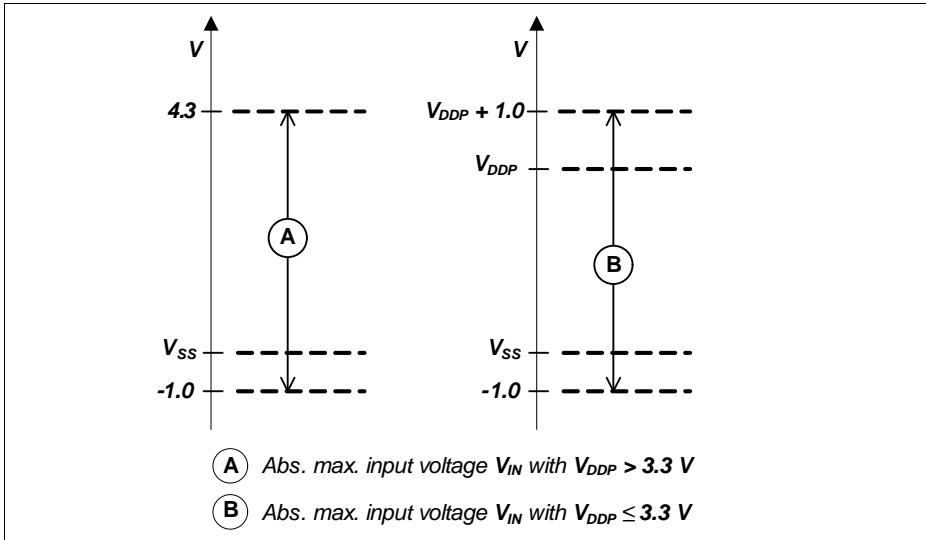 V
4.3
A
V_SS
-1.0
V
V_DDP + 1.0
V_DDP
B
V_SS
-1.0
A Abs. max. input voltage V_IN with V_DDP > 3.3 V
B Abs. max. input voltage V_IN with V_DDP ≤ 3.3 V